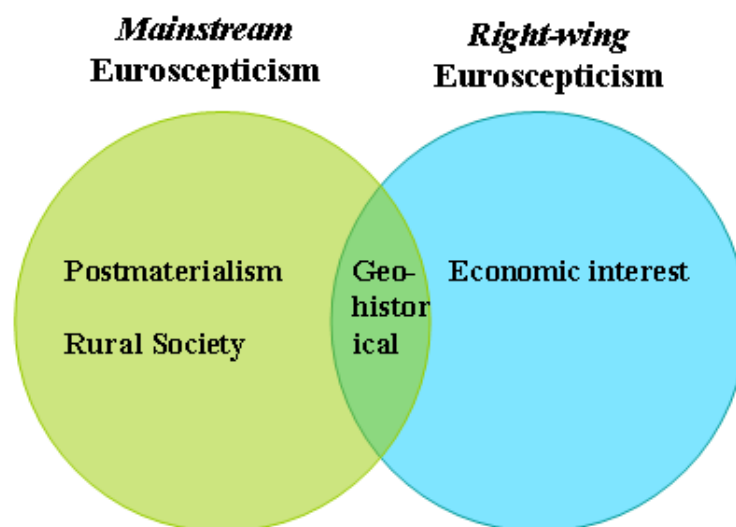 Mainstream
Euroscepticism
Right-wing
Euroscepticism
Postmaterialism
Rural Society
Geo-
histor
ical
Economic interest